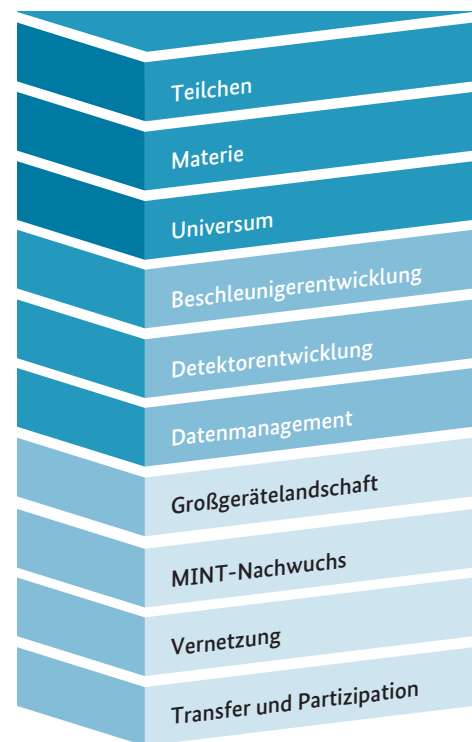 Teilchen
Materie
Universum
Beschleunigerentwicklung
Detektorentwicklung
Datenmanagement
Großgerätelandschaft
MINT-Nachwuchs
Vernetzung
Transfer und Partizipation